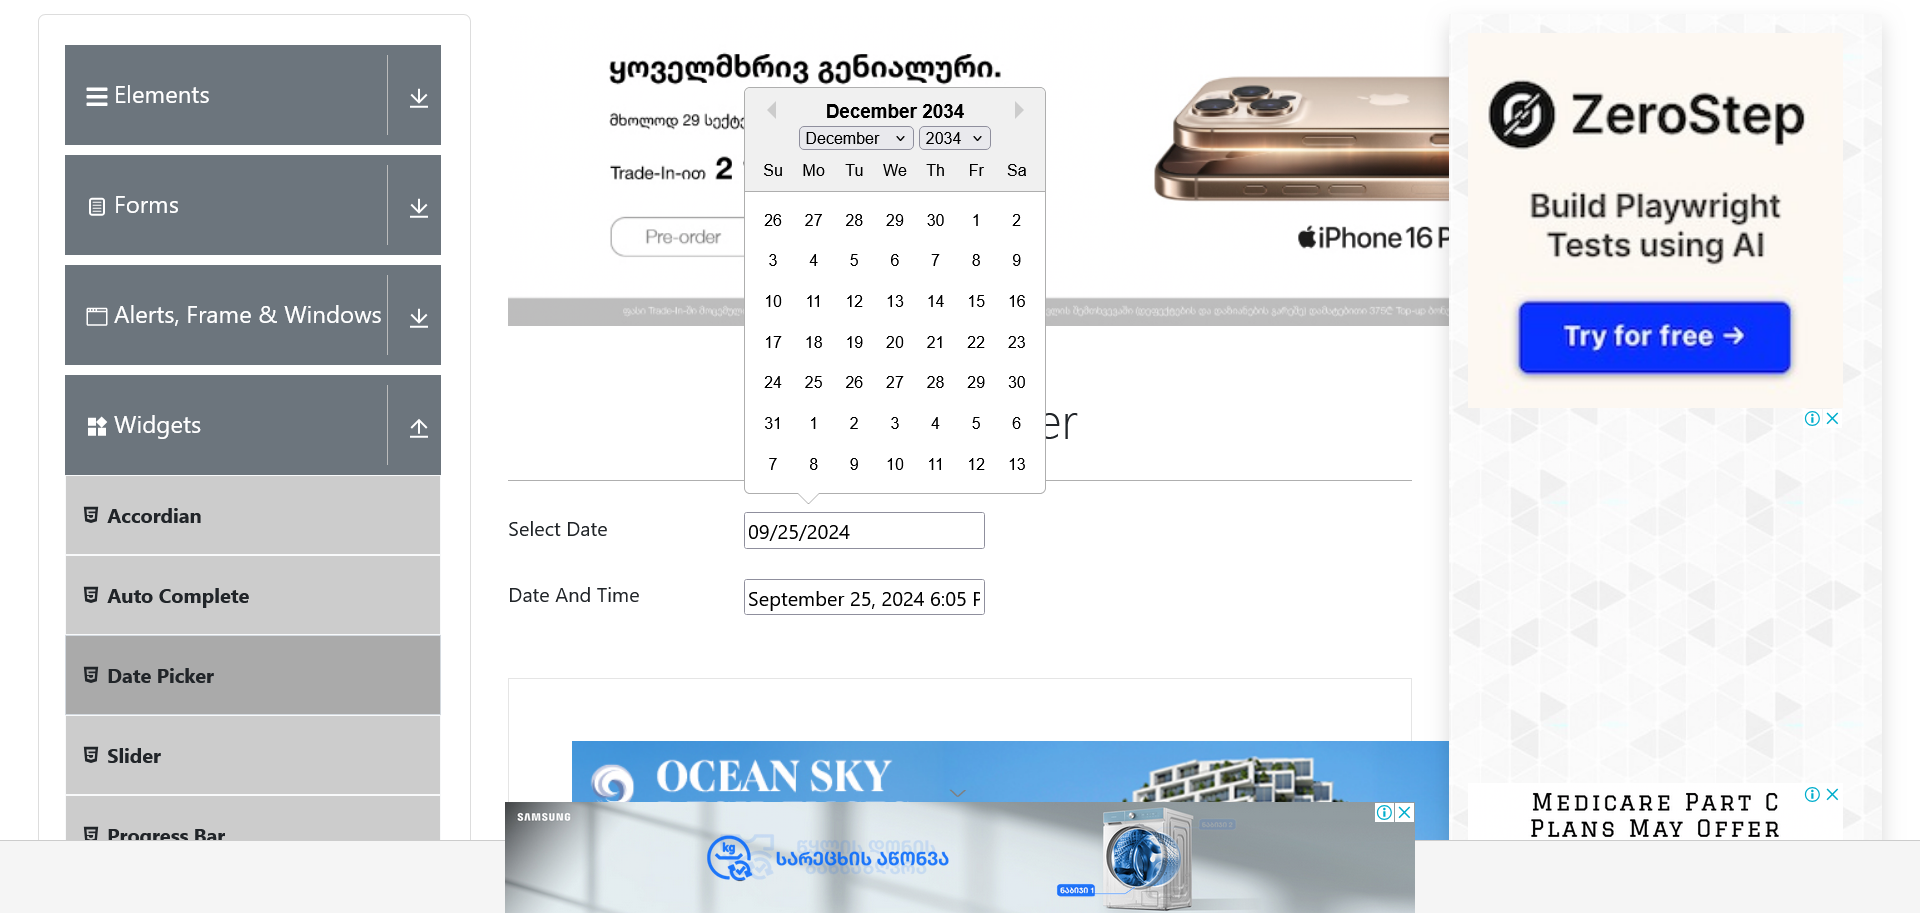 Elements
Forms
Alerts, Frame & Windows
Widgets
Accordian
Auto Complete
Date Picker
Slider
Progress Bar
ყოველმხრივ გენიალური.
მხოლოდ 29 სექტე
Trade-In-ით 2
Pre-order
iPhone 16 P
December 2034
December 2034
Su Mo Tu We Th Fr Sa
26 27 28 29 30 1 2
3 4 5 6 7 8 9
10 11 12 13 14 15 16
17 18 19 20 21 22 23
24 25 26 27 28 29 30
31 1 2 3 4 5 6
7 8 9 10 11 12 13
er
Select Date
09/25/2024
Date And Time
September 25, 2024 6:05 P
OCEAN SKY
SAMSUNG
kg
სარეცხის აწონვა
ნაბიჯი 1
ZeroStep
Build Playwright
Tests using AI
Try for free →
Medicare Part C
Plans May Offer